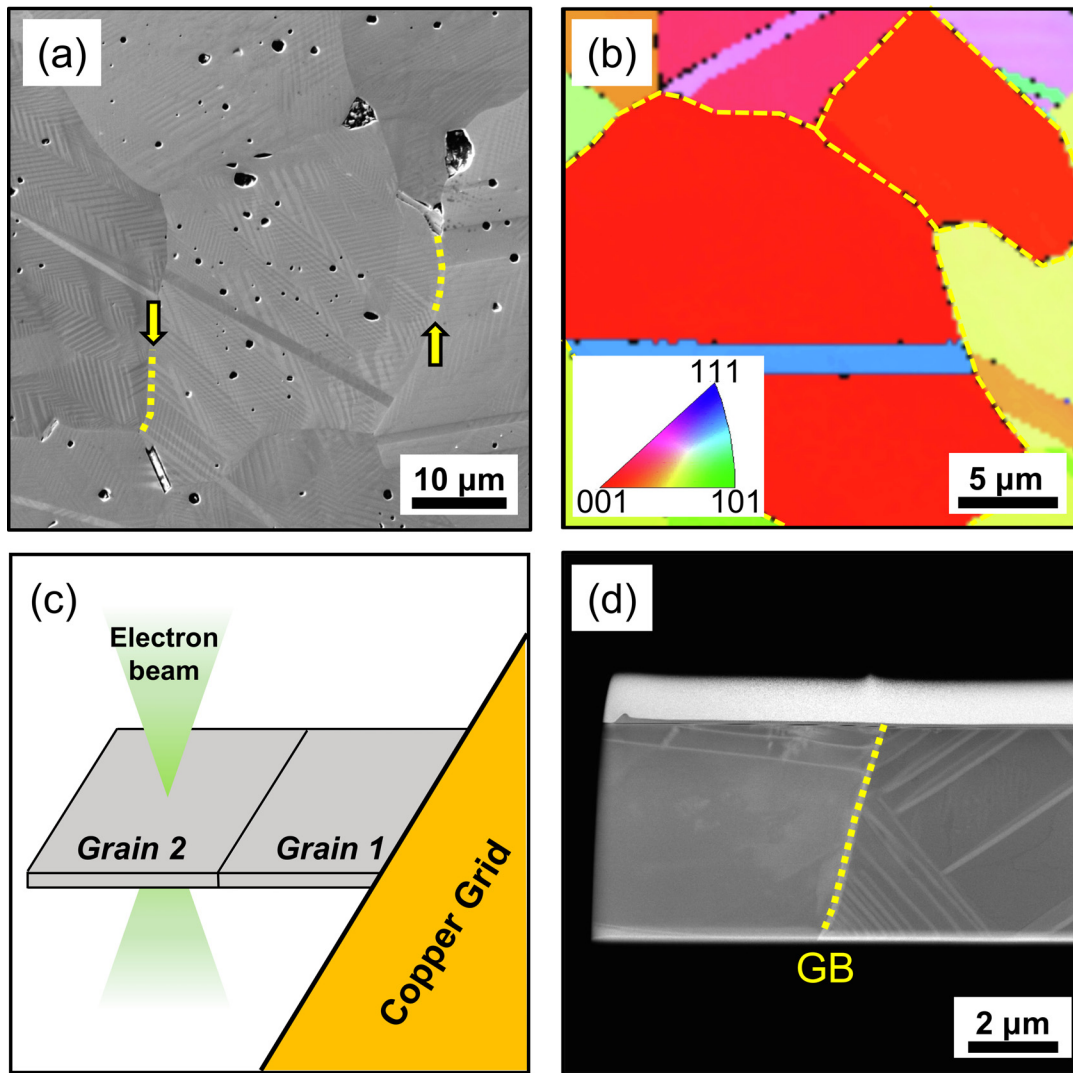 (a)
10 µm
(b)
111
001
101
5 µm
(c)
Electron
beam
Grain 2
Grain 1
Copper Grid
(d)
GB
2 µm